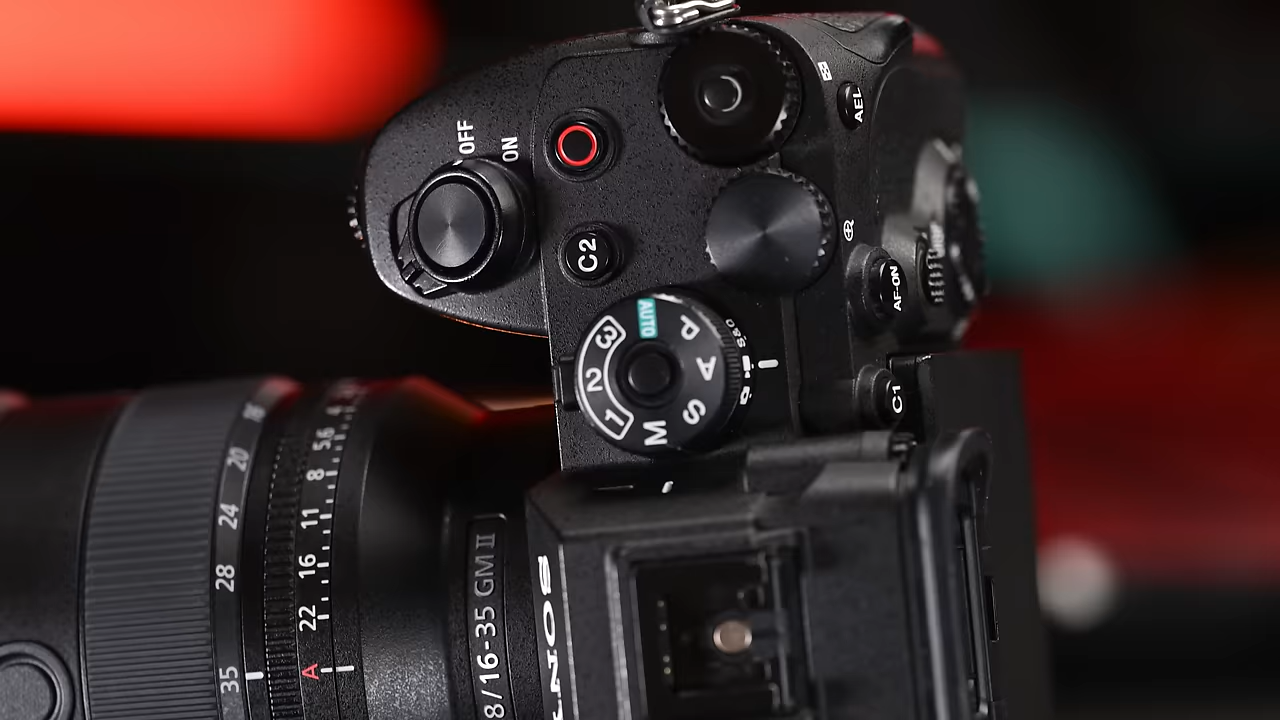 OFF
ON
C2
AEL
AF-ON
C1
AUTO
P
A
S
M
1
2
3
S&Q
SONY
8/16-35 GM II
20
24
28
35
5.6
8
11
16
22
A